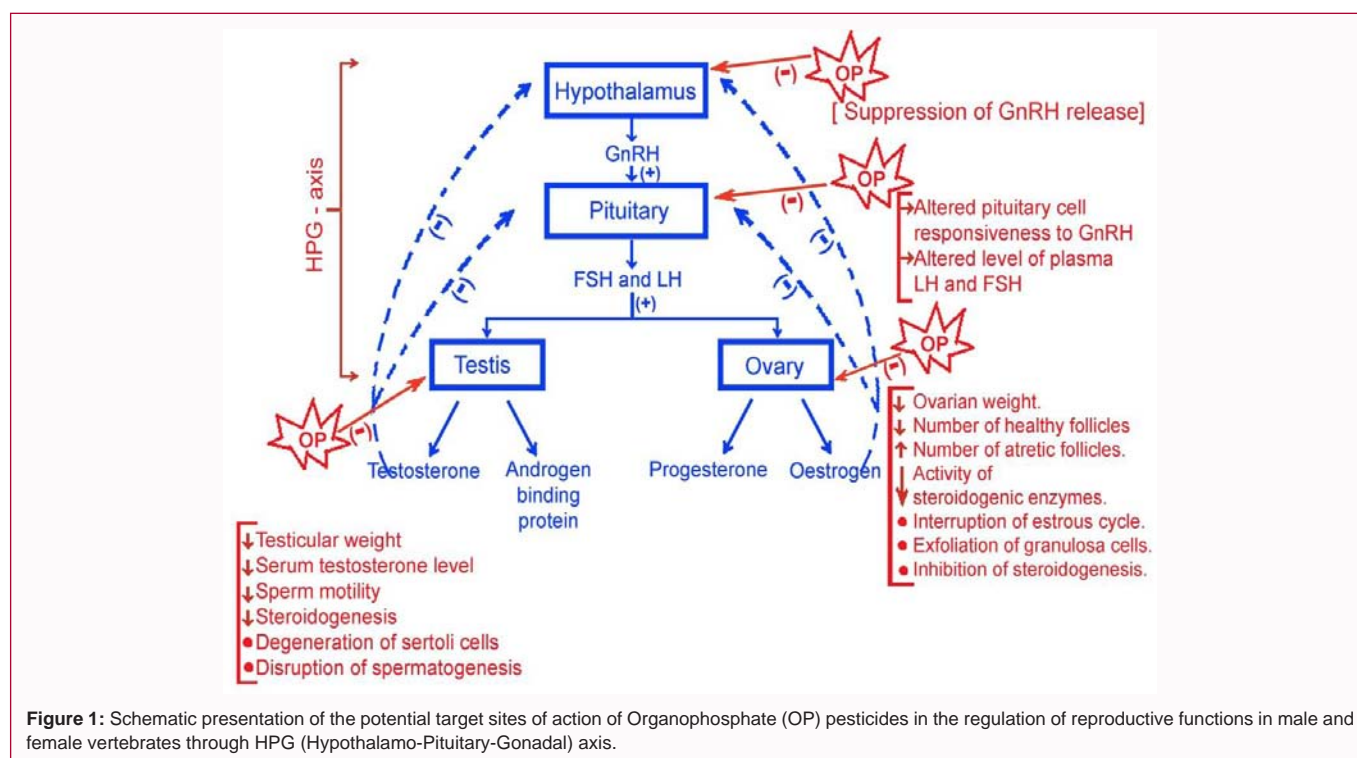 OP
(-)
Hypothalamus
[ Suppression of GnRH release]
GnRH
(+)
OP
(-)
Pituitary
Altered pituitary cell
responsiveness to GnRH
Altered level of plasma
LH and FSH
HPG - axis
(-)
(-)
(-)
(-)
FSH and LH
(+)
OP
(-)
Testis
Ovary
OP
(-)
Testosterone
Androgen
binding
protein
Progesterone
Oestrogen
↓ Ovarian weight.
↓ Number of healthy follicles
↑ Number of atretic follicles.
↓ Activity of
steroidogenic enzymes.
• Interruption of estrous cycle.
• Exfoliation of granulosa cells.
• Inhibition of steroidogenesis.
↓Testicular weight
↓Serum testosterone level
↓Sperm motility
↓Steroidogenesis
•Degeneration of sertoli cells
•Disruption of spermatogenesis
Figure 1: Schematic presentation of the potential target sites of action of Organophosphate (OP) pesticides in the regulation of reproductive functions in male and
female vertebrates through HPG (Hypothalamo-Pituitary-Gonadal) axis.